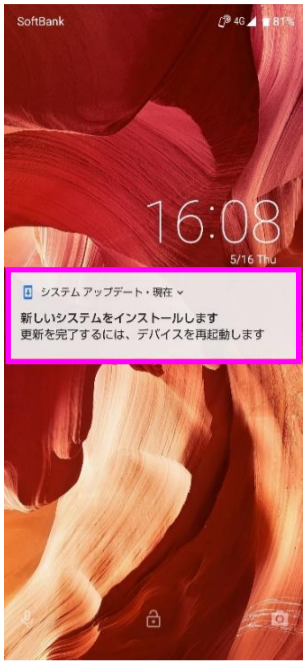 SoftBank 4G 81%
16:08
5/16 Thu
システム アップデート・現在
新しいシステムをインストールします
更新を完了するには、デバイスを再起動します